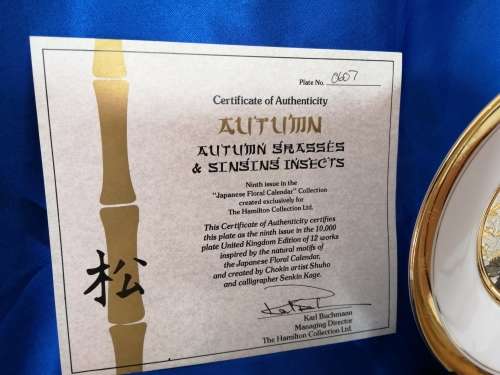 Plate No. 0607
Certificate of Authenticity
AUTUMN
AUTUMN GRASSES
& SINGING INSECTS
Ninth issue in the
"Japanese Floral Calendar" Collection
created exclusively for
The Hamilton Collection Ltd.
This Certificate of Authenticity certifies
this plate as the ninth issue in the 10,000
plate United Kingdom Edition of 12 works
inspired by the natural motifs of
the Japanese Floral Calendar,
and created by Chokin artist Shuho
and calligrapher Senkin Kage.
松
Karl Bachmann
Managing Director
The Hamilton Collection Ltd.